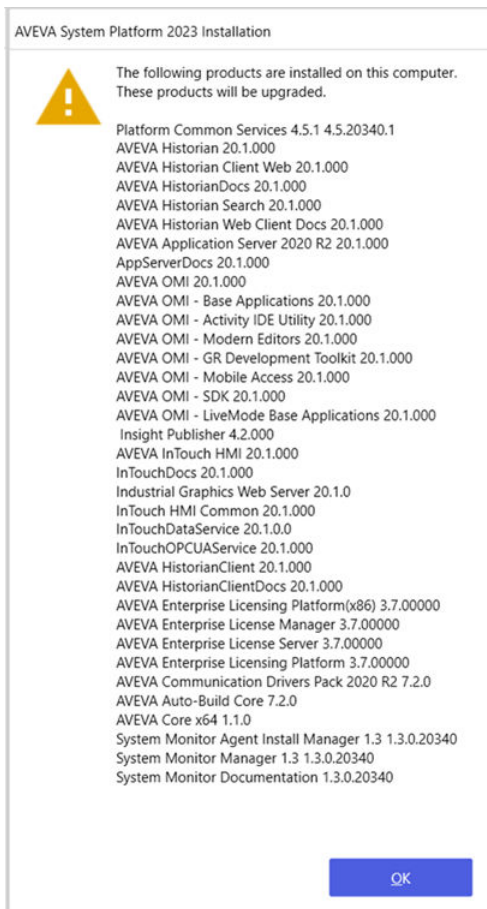 AVEVA System Platform 2023 Installation
The following products are installed on this computer.
These products will be upgraded.
Platform Common Services 4.5.1 4.5.20340.1
AVEVA Historian 20.1.000
AVEVA Historian Client Web 20.1.000
AVEVA HistorianDocs 20.1.000
AVEVA Historian Search 20.1.000
AVEVA Historian Web Client Docs 20.1.000
AVEVA Application Server 2020 R2 20.1.000
AppServerDocs 20.1.000
AVEVA OMI 20.1.000
AVEVA OMI - Base Applications 20.1.000
AVEVA OMI - Activity IDE Utility 20.1.000
AVEVA OMI - Modern Editors 20.1.000
AVEVA OMI - GR Development Toolkit 20.1.000
AVEVA OMI - Mobile Access 20.1.000
AVEVA OMI - SDK 20.1.000
AVEVA OMI - LiveMode Base Applications 20.1.000
Insight Publisher 4.2.000
AVEVA InTouch HMI 20.1.000
InTouchDocs 20.1.000
Industrial Graphics Web Server 20.1.0
InTouch HMI Common 20.1.000
InTouchDataService 20.1.0.0
InTouchOPCUAService 20.1.000
AVEVA HistorianClient 20.1.000
AVEVA HistorianClientDocs 20.1.000
AVEVA Enterprise Licensing Platform(x86) 3.7.00000
AVEVA Enterprise License Manager 3.7.00000
AVEVA Enterprise License Server 3.7.00000
AVEVA Enterprise Licensing Platform 3.7.00000
AVEVA Communication Drivers Pack 2020 R2 7.2.0
AVEVA Auto-Build Core 7.2.0
AVEVA Core x64 1.1.0
System Monitor Agent Install Manager 1.3 1.3.0.20340
System Monitor Manager 1.3 1.3.0.20340
System Monitor Documentation 1.3.0.20340
OK